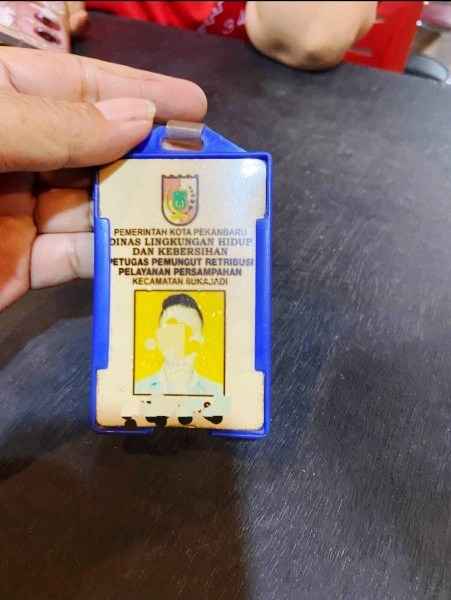 PEMERINTAH KOTA PEKANBARU
DINAS LINGKUNGAN HIDUP
DAN KEBERSIHAN
PETUGAS PEMUNGUT RETRIBUSI
PELAYANAN PERSAMPAHAN
KECAMATAN SUKAJADI